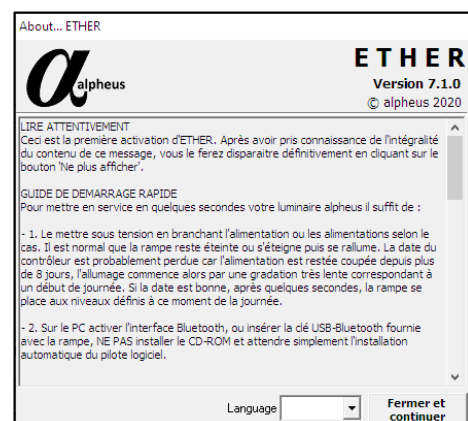 About... ETHER
alpheus
ETHER
Version 7.1.0
© alpheus 2020
LIRE ATTENTIVEMENT
Ceci est la première activation d'ETHER. Après avoir pris connaissance de l'intégralité
du contenu de ce message, vous le ferez disparaitre définitivement en cliquant sur le
bouton 'Ne plus afficher'.
GUIDE DE DEMARRAGE RAPIDE
Pour mettre en service en quelques secondes votre luminaire alpheus il suffit de :
- 1. Le mettre sous tension en branchant l'alimentation ou les alimentations selon le
cas. Il est normal que la rampe reste éteinte ou s'éteigne puis se rallume. La date du
contrôleur est probablement perdue car l'alimentation est restée coupée depuis plus
de 8 jours, l'allumage commence alors par une gradation très lente correspondant à
un début de journée. Si la date est bonne, après quelques secondes, la rampe se
place aux niveaux définis à ce moment de la journée.
- 2. Sur le PC activer l'interface Bluetooth, ou insérer la clé USB-Bluetooth fournie
avec la rampe, NE PAS installer le CD-ROM et attendre simplement l'installation
automatique du pilote logiciel.
Language
Fermer et
continuer